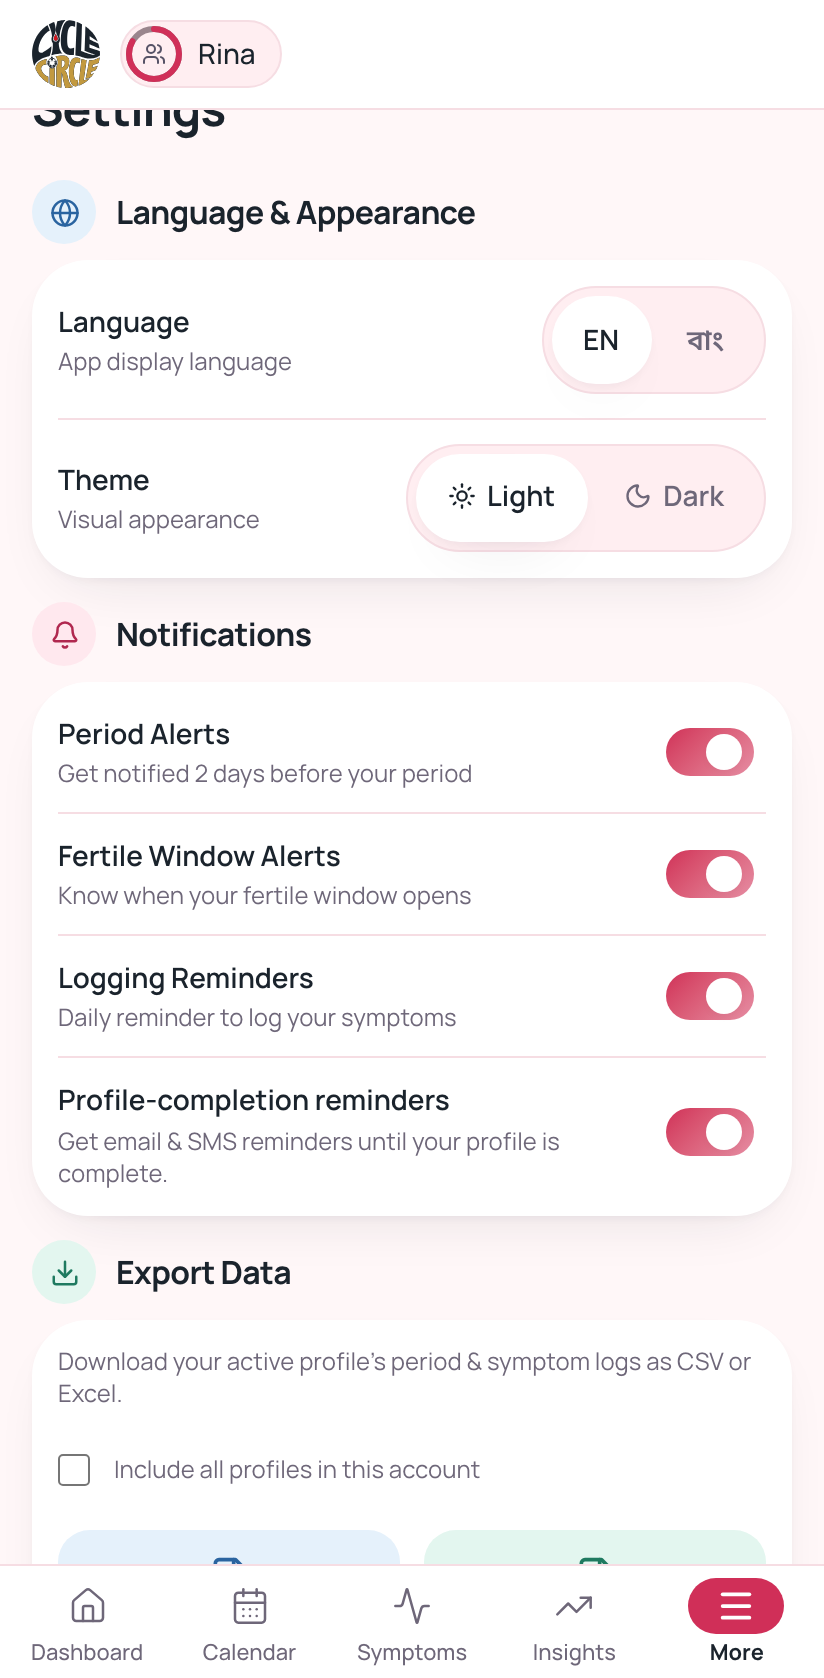 CYCLE
CIRCLE
Rina
Settings
Language & Appearance
Language
App display language
EN
বাং
Theme
Visual appearance
Light
Dark
Notifications
Period Alerts
Get notified 2 days before your period
Fertile Window Alerts
Know when your fertile window opens
Logging Reminders
Daily reminder to log your symptoms
Profile-completion reminders
Get email & SMS reminders until your profile is
complete.
Export Data
Download your active profile's period & symptom logs as CSV or
Excel.
Include all profiles in this account
Dashboard
Calendar
Symptoms
Insights
More